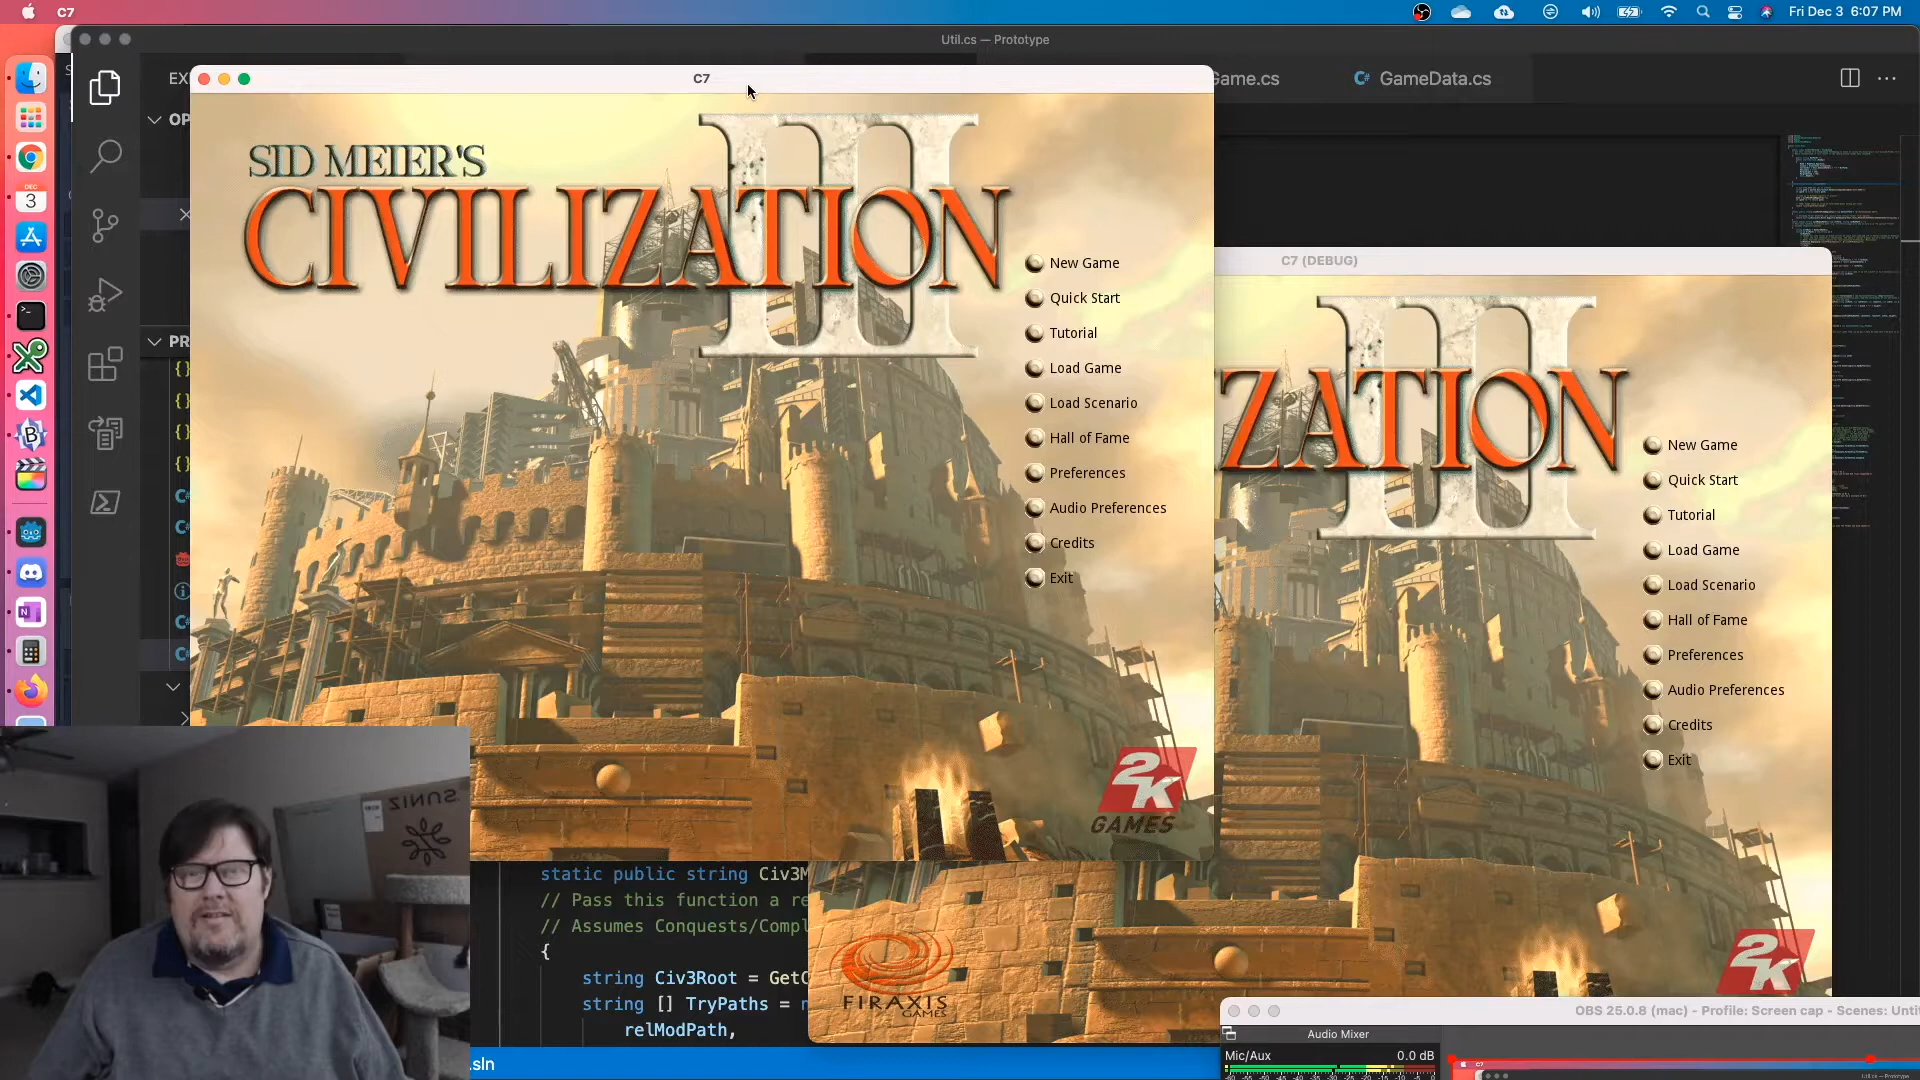 C7
Fri Dec 3 6:07 PM
Util.cs — Prototype
EX
C7
Game.cs
C# GameData.cs
OP
SID MEIER'S
CIVILIZATION
III
New Game
Quick Start
Tutorial
Load Game
Load Scenario
Hall of Fame
Preferences
Audio Preferences
Credits
Exit
2K
GAMES
DEC
3
PR
C7 (DEBUG)
ZATION
III
New Game
Quick Start
Tutorial
Load Game
Load Scenario
Hall of Fame
Preferences
Audio Preferences
Credits
Exit
2K
FIRAXIS
GAMES
static public string Civ3M
// Pass this function a re
// Assumes Conquests/Compl
{
string Civ3Root = GetC
string [] TryPaths = n
relModPath,
.sln
OBS 25.0.8 (mac) - Profile: Screen cap - Scenes: Unti
Audio Mixer
Mic/Aux 0.0 dB